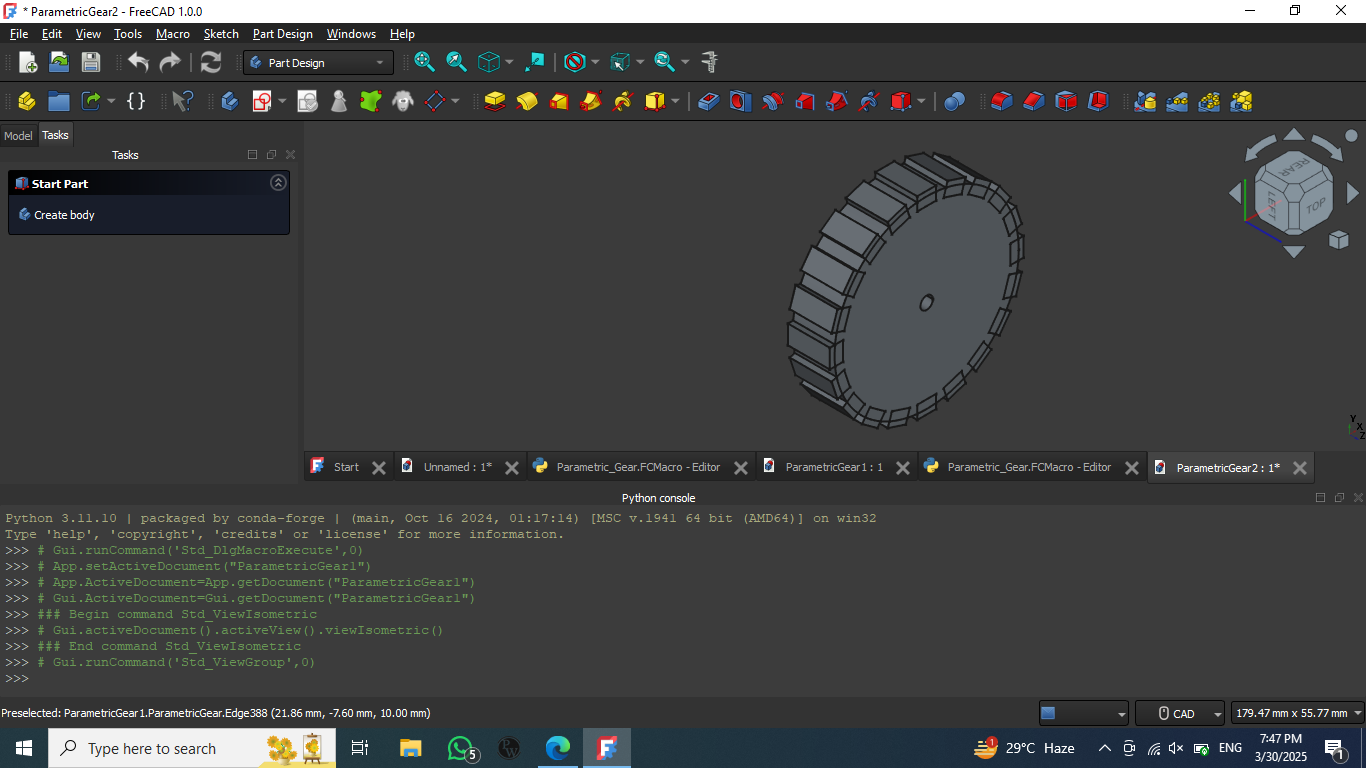 * ParametricGear2 - FreeCAD 1.0.0
File Edit View Tools Macro Sketch Part Design Windows Help
Part Design
Model Tasks
Tasks
Start Part
Create body
REAR
LEFT
TOP
Y
X
Z
Start
Unnamed : 1*
Parametric_Gear.FCMacro - Editor
ParametricGear1 : 1
Parametric_Gear.FCMacro - Editor
ParametricGear2 : 1*
Python console
Python 3.11.10 | packaged by conda-forge | (main, Oct 16 2024, 01:17:14) [MSC v.1941 64 bit (AMD64)] on win32
Type 'help', 'copyright', 'credits' or 'license' for more information.
>>> # Gui.runCommand('Std_DlgMacroExecute',0)
>>> # App.setActiveDocument("ParametricGear1")
>>> # App.ActiveDocument=App.getDocument("ParametricGear1")
>>> # Gui.ActiveDocument=Gui.getDocument("ParametricGear1")
>>> ### Begin command Std_ViewIsometric
>>> # Gui.activeDocument().activeView().viewIsometric()
>>> ### End command Std_ViewIsometric
>>> # Gui.runCommand('Std_ViewGroup',0)
>>>
Preselected: ParametricGear1.ParametricGear.Edge388 (21.86 mm, -7.60 mm, 10.00 mm)
CAD
179.47 mm x 55.77 mm
Type here to search
5
1
29°C Haze
ENG
7:47 PM
3/30/2025
1